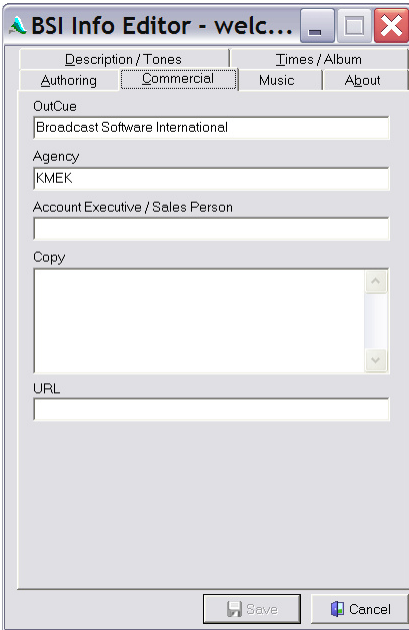 BSI Info Editor - welc...
Description / Tones Times / Album
Authoring Commercial Music About
OutCue
Broadcast Software International
Agency
KMEK
Account Executive / Sales Person
Copy
URL
Save Cancel